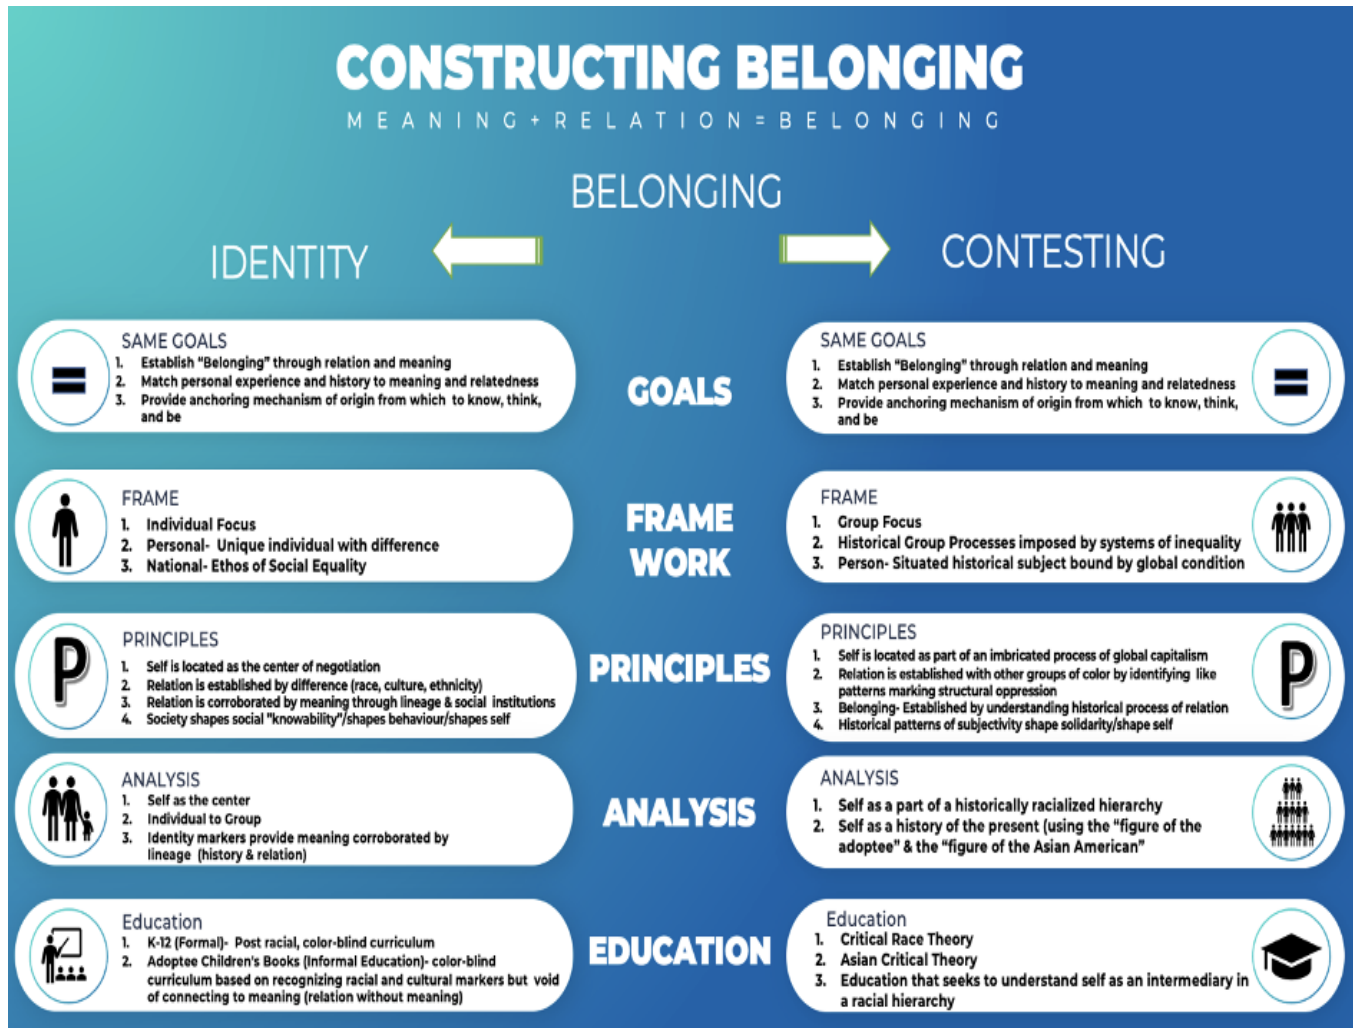 CONSTRUCTING BELONGING
MEANING+RELATION=BELONGING
BELONGING
IDENTITY
CONTESTING
SAME GOALS
1. Establish “Belonging” through relation and meaning
2. Match personal experience and history to meaning and relatedness
3. Provide anchoring mechanism of origin from which to know, think,
and be
GOALS
SAME GOALS
1. Establish “Belonging” through relation and meaning
2. Match personal experience and history to meaning and relatedness
3. Provide anchoring mechanism of origin from which to know, think,
and be
FRAME
1. Individual Focus
2. Personal- Unique individual with difference
3. National- Ethos of Social Equality
FRAME
WORK
FRAME
1. Group Focus
2. Historical Group Processes imposed by systems of inequality
3. Person- Situated historical subject bound by global condition
P
PRINCIPLES
1. Self is located as the center of negotiation
2. Relation is established by difference (race, culture, ethnicity)
3. Relation is corroborated by meaning through lineage & social institutions
4. Society shapes social "knowability"/shapes behaviour/shapes self
PRINCIPLES
PRINCIPLES
1. Self is located as part of an imbricated process of global capitalism
2. Relation is established with other groups of color by identifying like
patterns marking structural oppression
3. Belonging- Established by understanding historical process of relation
4. Historical patterns of subjectivity shape solidarity/shape self
P
ANALYSIS
1. Self as the center
2. Individual to Group
3. Identity markers provide meaning corroborated by
lineage (history & relation)
ANALYSIS
ANALYSIS
1. Self as a part of a historically racialized hierarchy
2. Self as a history of the present (using the “figure of the
adoptee” & the “figure of the Asian American”
Education
1. K-12 (Formal)- Post racial, color-blind curriculum
2. Adoptee Children's Books (Informal Education)- color-blind
curriculum based on recognizing racial and cultural markers but void
of connecting to meaning (relation without meaning)
EDUCATION
Education
1. Critical Race Theory
2. Asian Critical Theory
3. Education that seeks to understand self as an intermediary in
a racial hierarchy